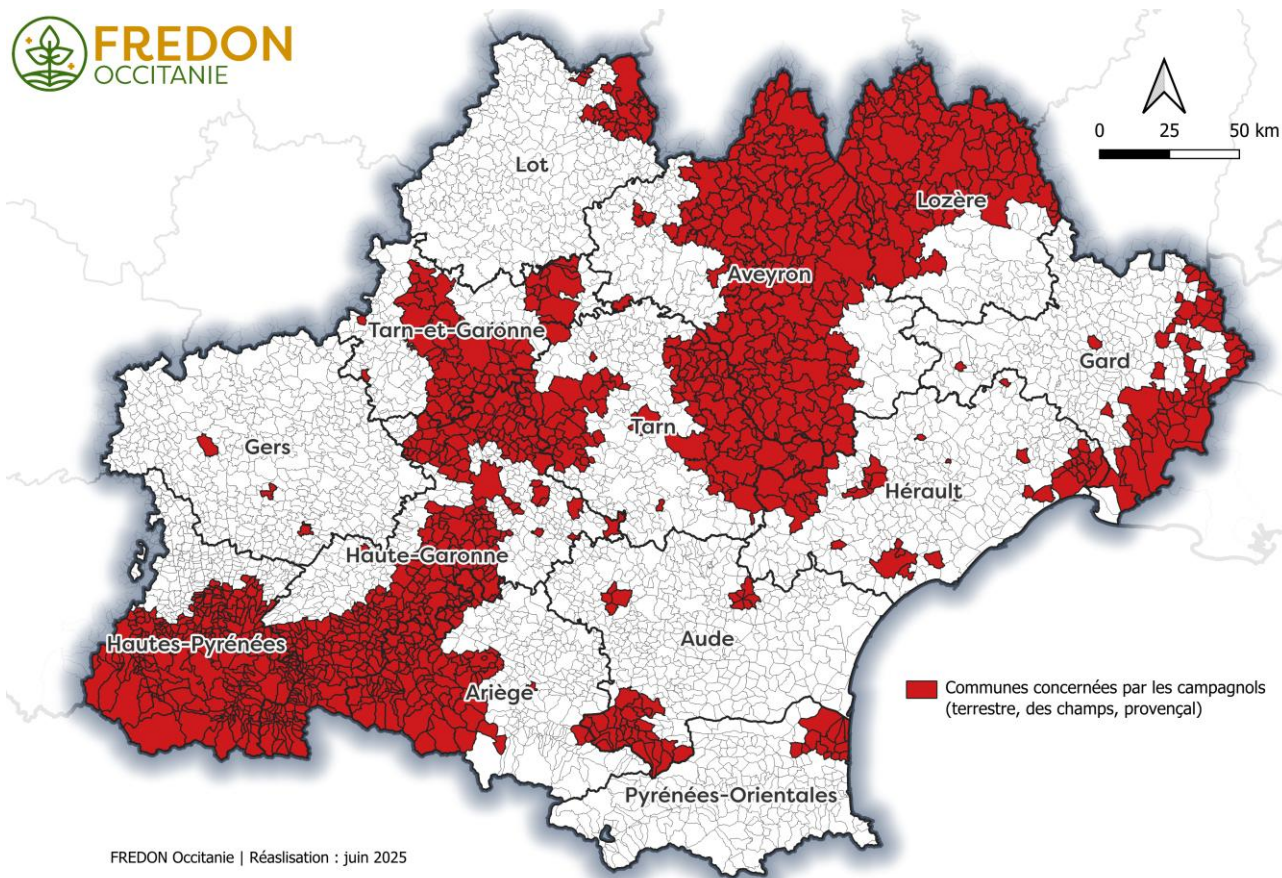 FREDON
OCCITANIE
0 25 50 km
Lot
Lozère
Aveyron
Tarn-et-Garonne
Gard
Gers
Tarn
Hérault
Haute-Garonne
Hautes-Pyrénées
Aude
Ariège
Communes concernées par les campagnols
(terrestre, des champs, provençal)
Pyrénées-Orientales
FREDON Occitanie | Réaslisation : juin 2025